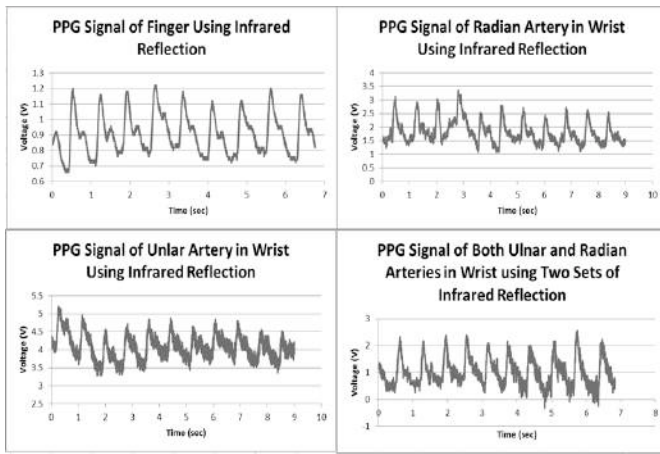 PPG Signal of Finger Using Infrared
Reflection
1.3
1.2
1.1
1
0.9
0.8
0.7
0.6
Voltage (V)
0 1 2 3 4 5 6 7
Time (sec)
PPG Signal of Radian Artery in Wrist
Using Infrared Reflection
4
3.5
3
2.5
2
1.5
1
0.5
0
Voltage (V)
0 1 2 3 4 5 6 7 8 9 10
Time (sec)
PPG Signal of Unlar Artery in Wrist
Using Infrared Reflection
5.5
5
4.5
4
3.5
3
2.5
Voltage (V)
0 1 2 3 4 5 6 7 8 9 10
Time (sec)
PPG Signal of Both Ulnar and Radian
Arteries in Wrist using Two Sets of
Infrared Reflection
3
2
1
0
-1
Voltage (V)
0 1 2 3 4 5 6 7 8
Time (sec)